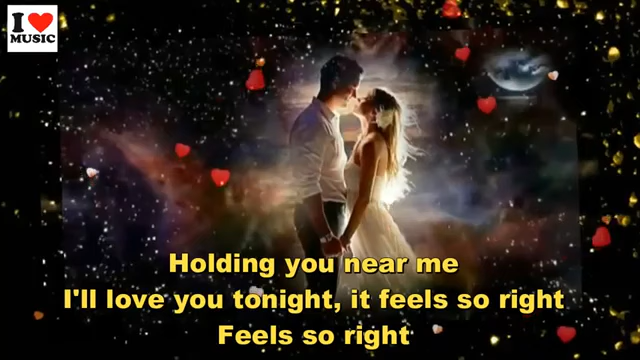 I ❤ MUSIC
Holding you near me
I'll love you tonight, it feels so right
Feels so right